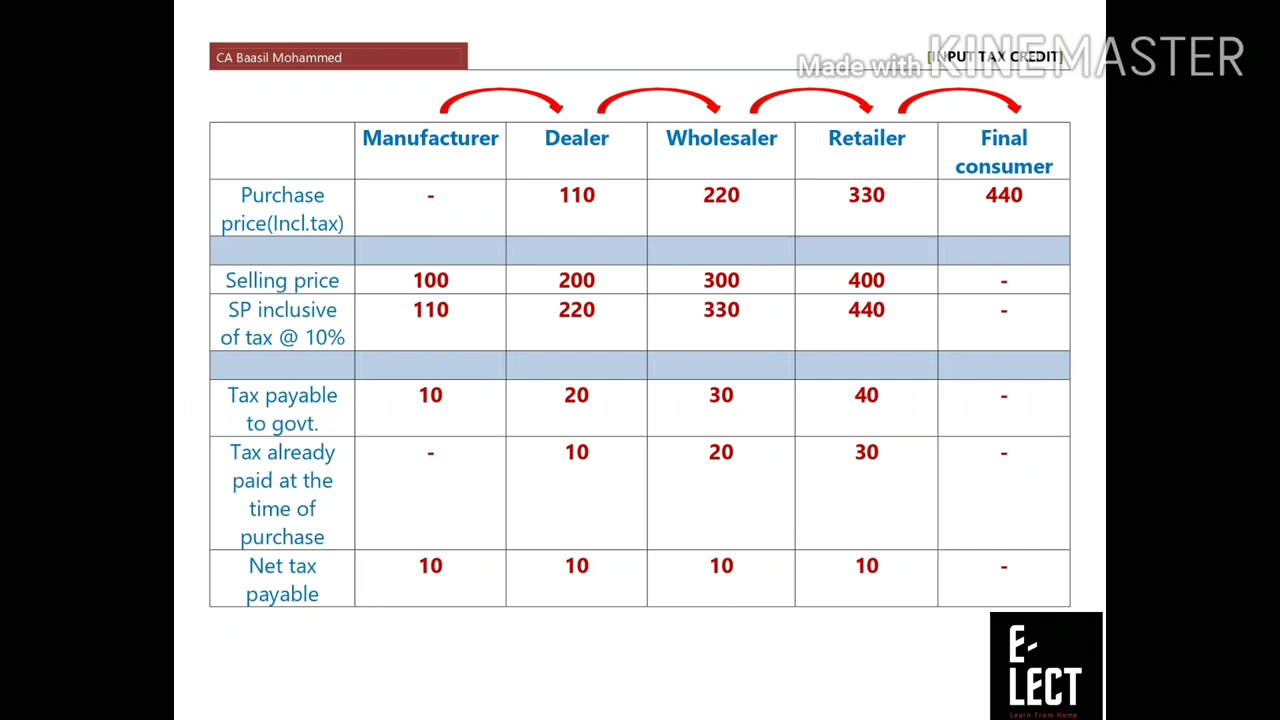 CA Baasil Mohammed
[INPUT TAX CREDIT]
Made with KINEMASTER
Manufacturer Dealer Wholesaler Retailer Final
consumer
Purchase - 110 220 330 440
price(Incl.tax)
Selling price 100 200 300 400 -
SP inclusive 110 220 330 440 -
of tax @ 10%
Tax payable 10 20 30 40 -
to govt.
Tax already - 10 20 30 -
paid at the
time of
purchase
Net tax 10 10 10 10 -
payable
E-
LECT
Learn From Home